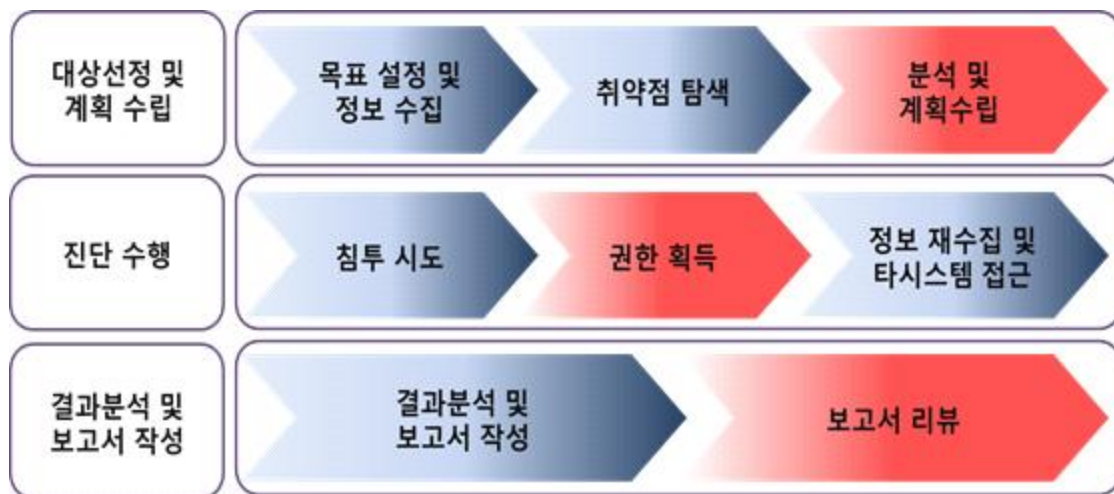 대상선정 및
계획 수립
목표 설정 및
정보 수집
취약점 탐색
분석 및
계획수립
진단 수행
침투 시도
권한 획득
정보 재수집 및
타시스템 접근
결과분석 및
보고서 작성
결과분석 및
보고서 작성
보고서 리뷰